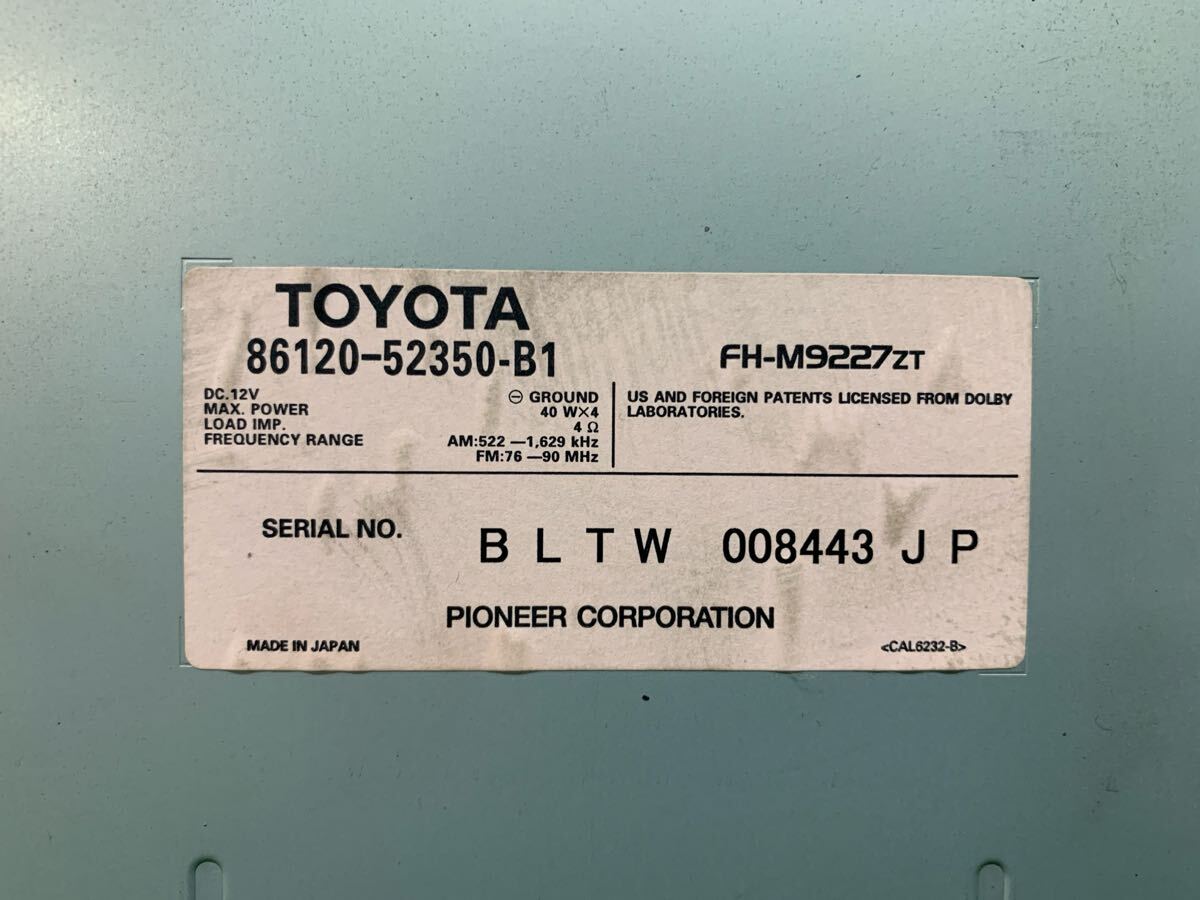 TOYOTA
86120-52350-B1
FH-M9227ZT
DC.12V ⊖ GROUND
MAX. POWER 40 W×4
LOAD IMP. 4 Ω
FREQUENCY RANGE AM:522 —1,629 kHz
FM:76 —90 MHz
US AND FOREIGN PATENTS LICENSED FROM DOLBY
LABORATORIES.
SERIAL NO. BLTW 008443 JP
PIONEER CORPORATION
MADE IN JAPAN <CAL6232-B>